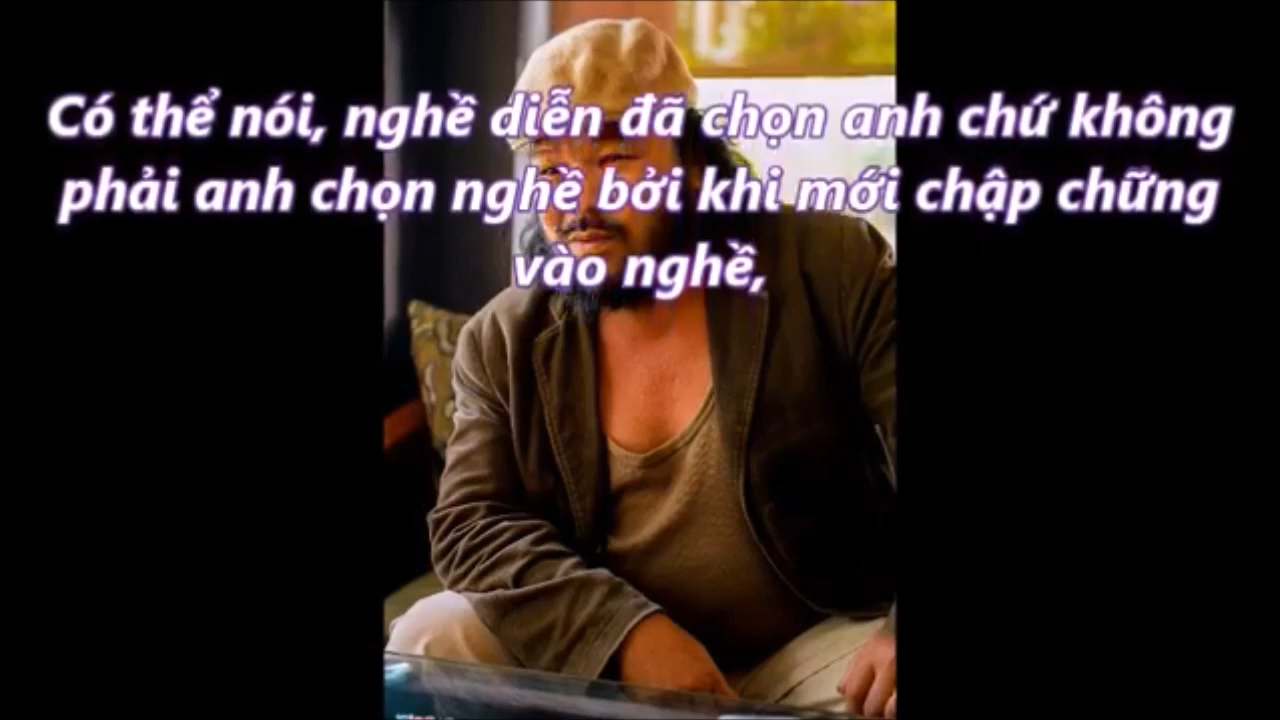 Có thể nói, nghề diễn đã chọn anh chứ không
phải anh chọn nghề bởi khi mới chập chững
vào nghề,